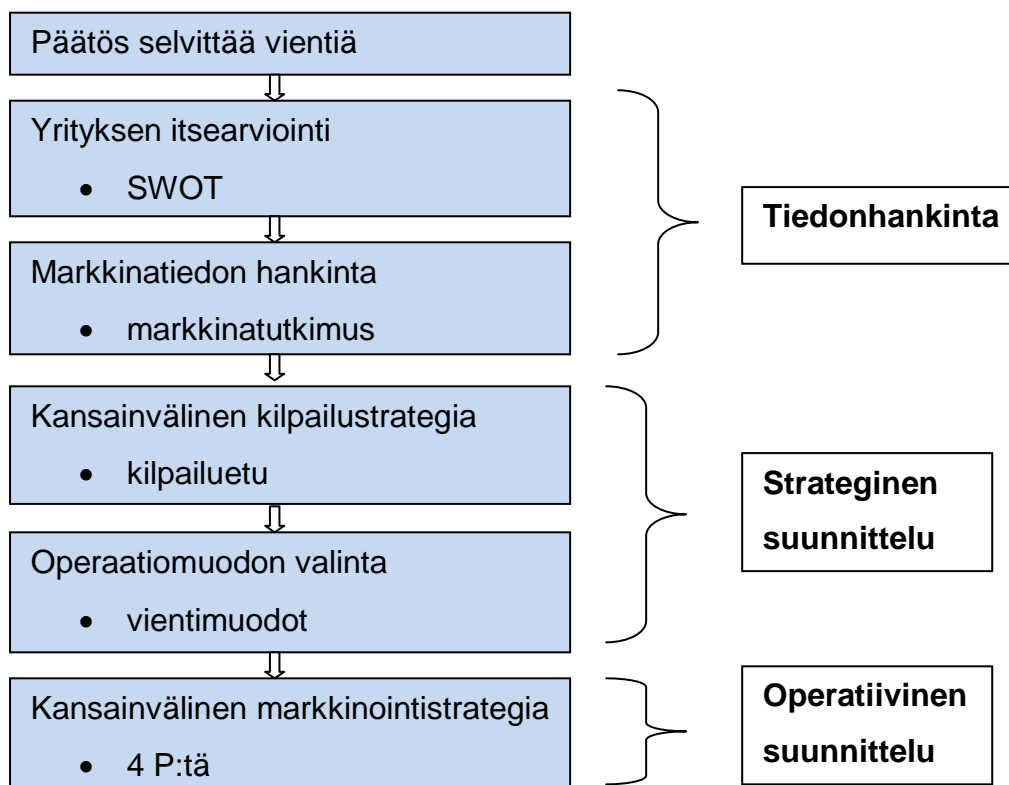 Päätös selvittää vientiä
Yrityksen itsearviointi
• SWOT
Markkinatiedon hankinta
• markkinatutkimus
Tiedonhankinta
Kansainvälinen kilpailustrategia
• kilpailuetu
Operaatiomuodon valinta
• vientimuodot
Strateginen
suunnittelu
Kansainvälinen markkinointistrategia
• 4 P:tä
Operatiivinen
suunnittelu